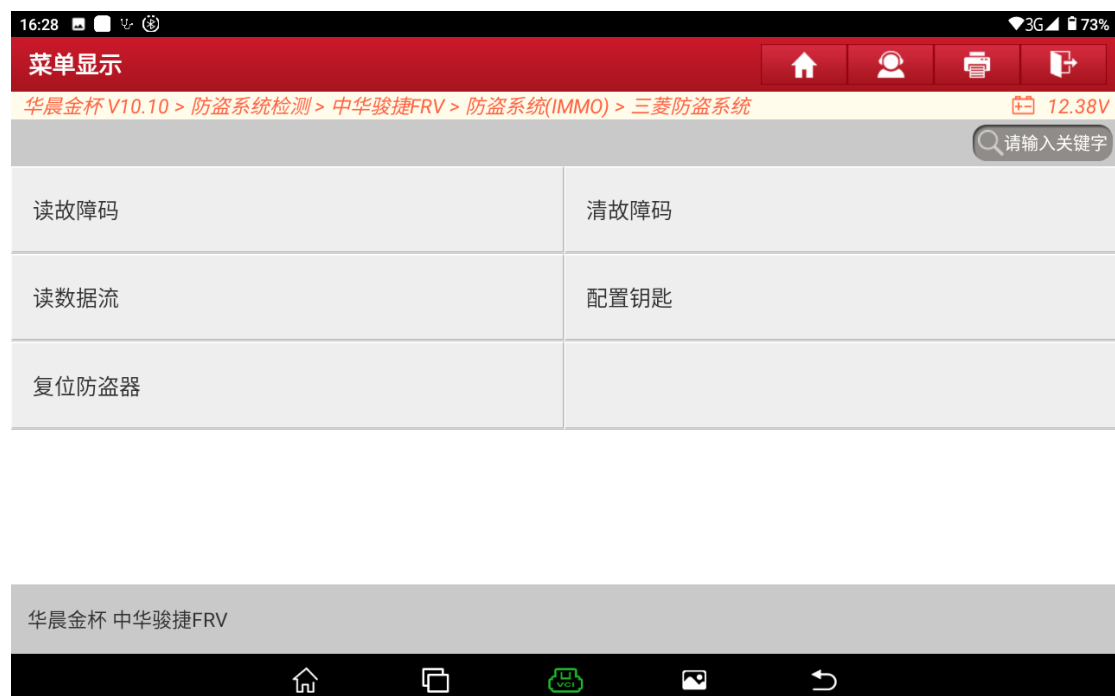 16:28 3G 73%
菜单显示
华晨金杯 V10.10 > 防盗系统检测 > 中华骏捷FRV > 防盗系统(IMMO) > 三菱防盗系统 12.38V
请输入关键字
读故障码 清故障码
读数据流 配置钥匙
复位防盗器
华晨金杯 中华骏捷FRV
VCI